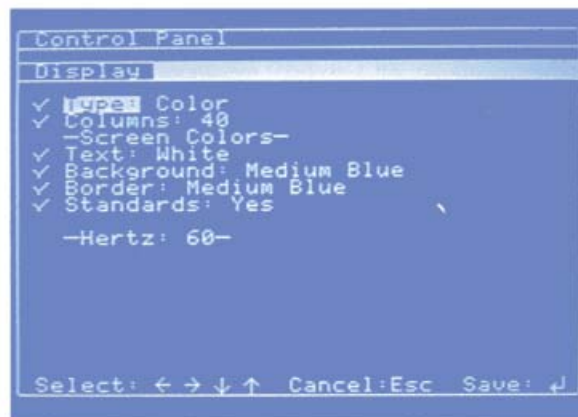 Control Panel
Display
✓ Type: Color
✓ Columns: 40
—Screen Colors—
✓ Text: White
✓ Background: Medium Blue
✓ Border: Medium Blue
✓ Standards: Yes
—Hertz: 60—
Select: ← → ↓ ↑ Cancel:Esc Save: ↵